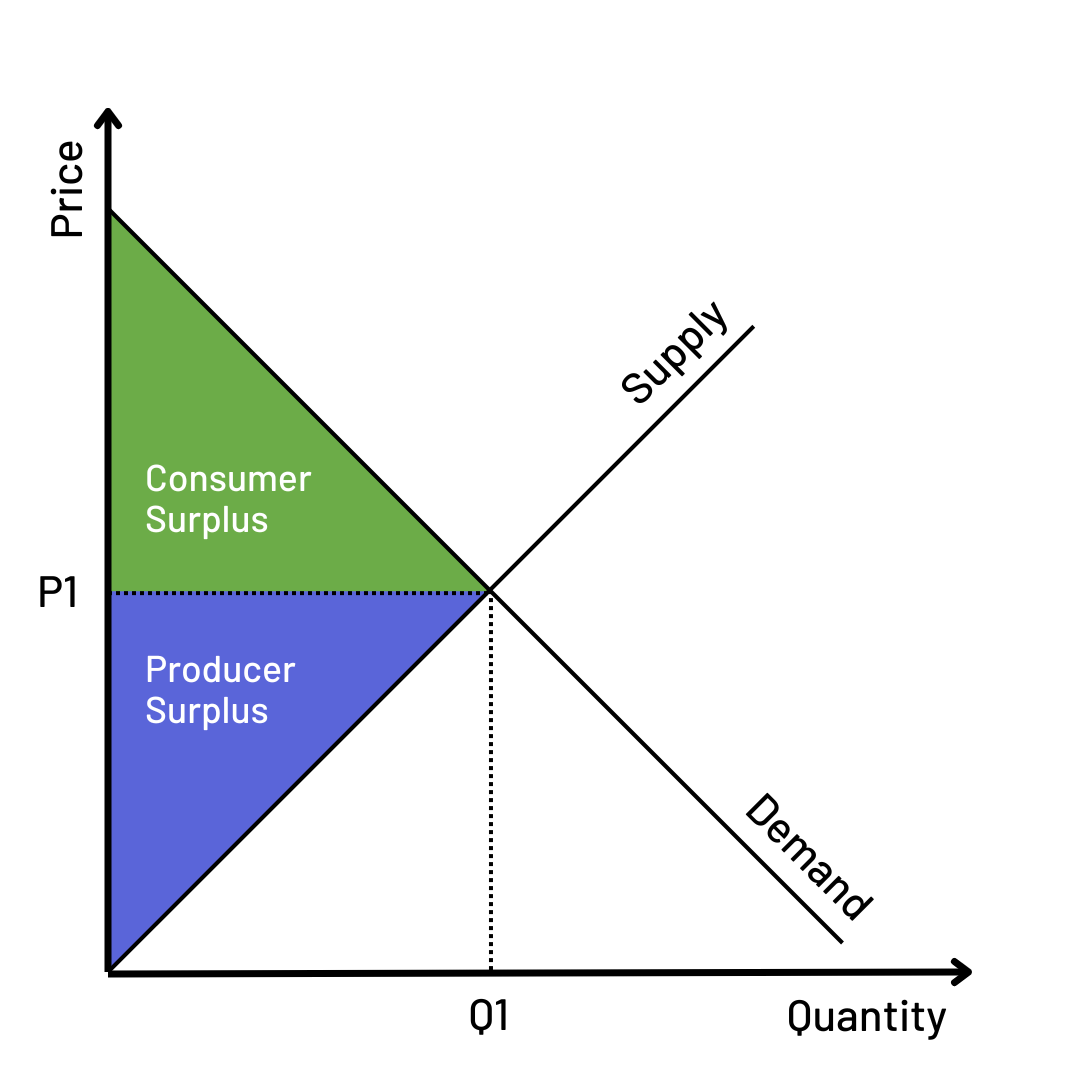 Price
Supply
Consumer
Surplus
P1
Producer
Surplus
Demand
Q1
Quantity